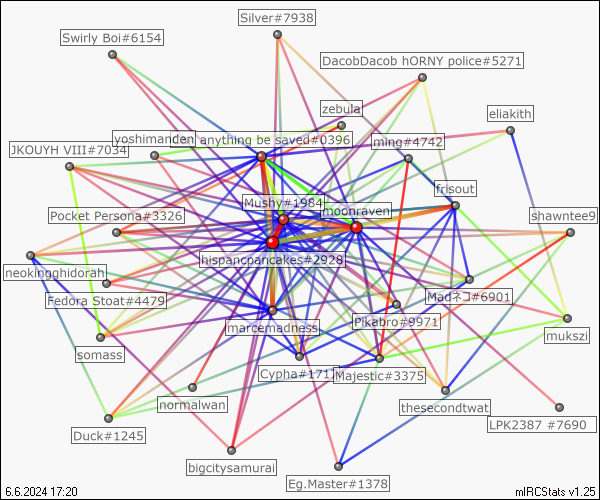 Silver#7938
Swirly Boi#6154
DacobDacob hORNY police#5271
zebula
eliakith
yoshimanden
anything be saved#0396
ming#4742
JKOUYH VIII#7034
frisout
Mushy#1984
moonraven
Pocket Persona#3326
shawntee9
hispancpancakes#2928
neokingghidorah
Fedora Stoat#4479
Madネコ#6901
Pikabro#9971
marcemadness
mukszi
somass
Cypha#1717
Majestic#3375
normalwan
thesecondtwat
LPK2387 #7690
Duck#1245
bigcitysamurai
Eg.Master#1378
6.6.2024 17:20
mIRCStats v1.25